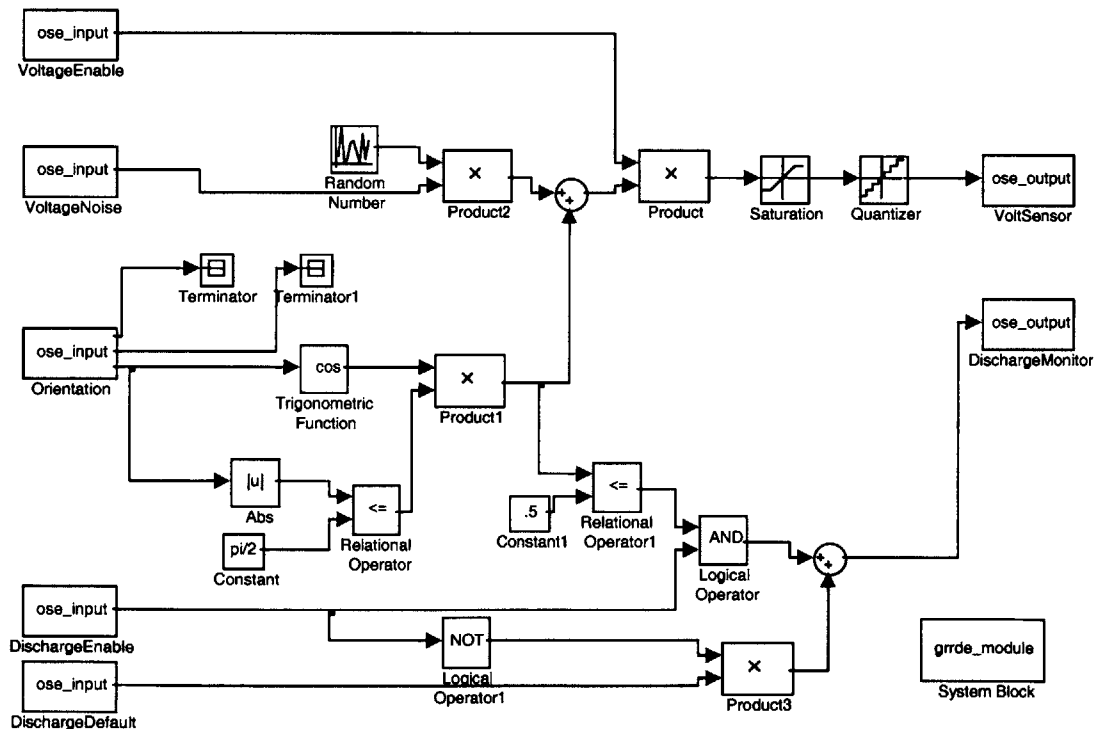 ose_input
VoltageEnable
ose_input
VoltageNoise
Random
Number
×
Product2
+
+
×
Product
Saturation
Quantizer
ose_output
VoltSensor
Terminator
Terminator1
ose_input
Orientation
cos
Trigonometric
Function
×
Product1
ose_output
DischargeMonitor
|u|
Abs
pi/2
Constant
<=
Relational
Operator
.5
Constant1
<=
Relational
Operator1
AND
Logical
Operator
+
+
ose_input
DischargeEnable
NOT
Logical
Operator1
ose_input
DischargeDefault
×
Product3
grrde_module
System Block